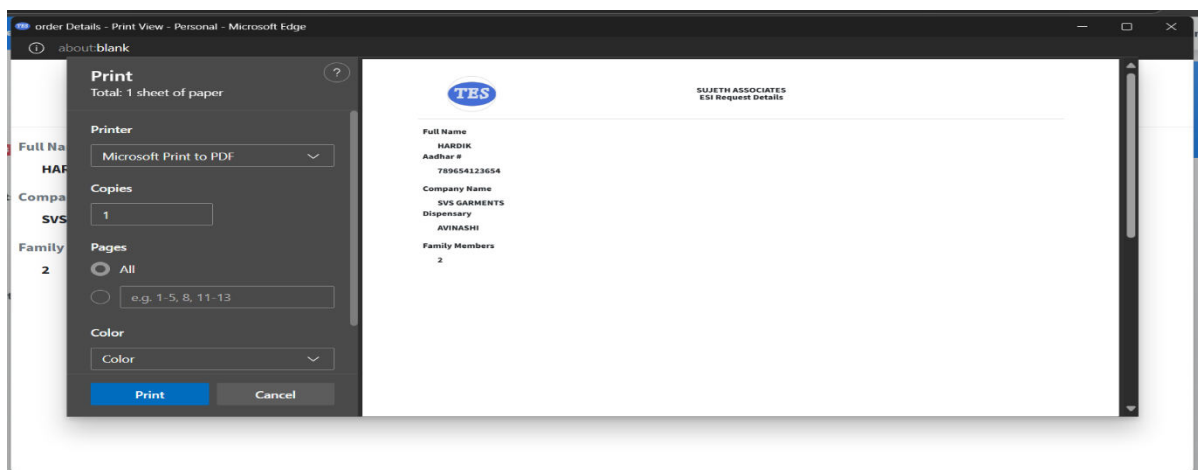 order Details - Print View - Personal - Microsoft Edge
about:blank
Print
Total: 1 sheet of paper
?
Printer
Microsoft Print to PDF
Copies
1
Pages
All
e.g. 1-5, 8, 11-13
Color
Color
Print Cancel
TES
SUJETH ASSOCIATES
ESI Request Details
Full Name
HARDIK
Aadhar #
789654123654
Company Name
SVS GARMENTS
Dispensary
AVINASHI
Family Members
2
Full Na
HAR
Compa
SVS
Family
2